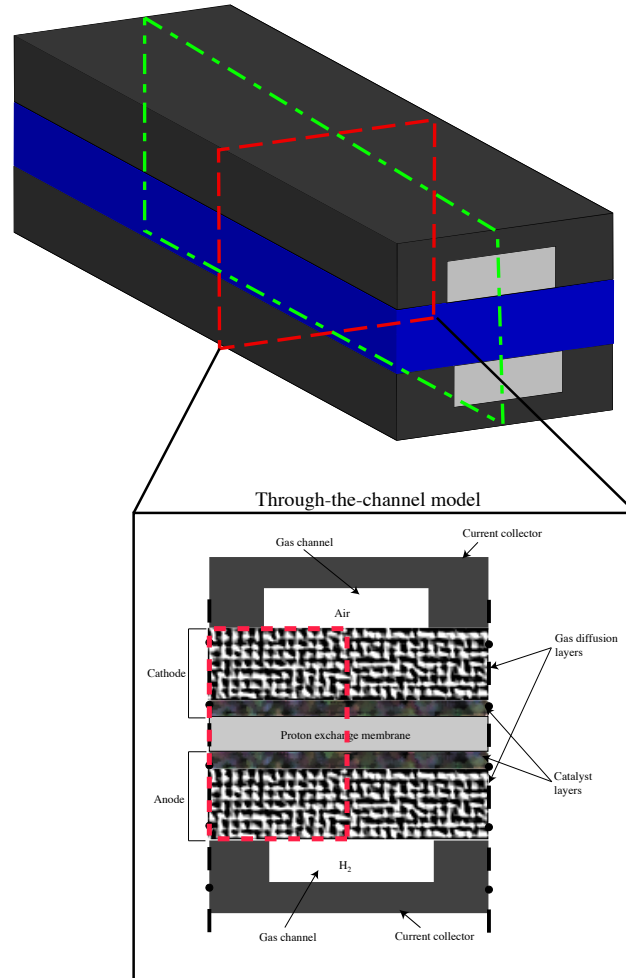 Through-the-channel model
Current collector
Gas channel
Air
Gas diffusion
layers
Cathode
Proton exchange membrane
Catalyst
layers
Anode
H₂
Gas channel
Current collector